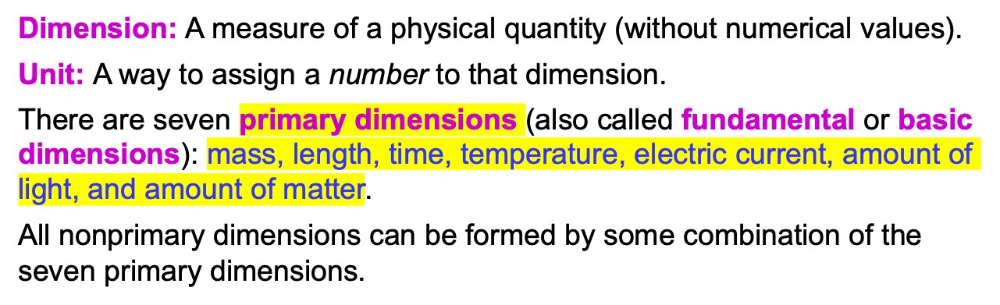 Dimension: A measure of a physical quantity (without numerical values).
Unit: A way to assign a number to that dimension.
There are seven primary dimensions (also called fundamental or basic
dimensions): mass, length, time, temperature, electric current, amount of
light, and amount of matter.
All nonprimary dimensions can be formed by some combination of the
seven primary dimensions.